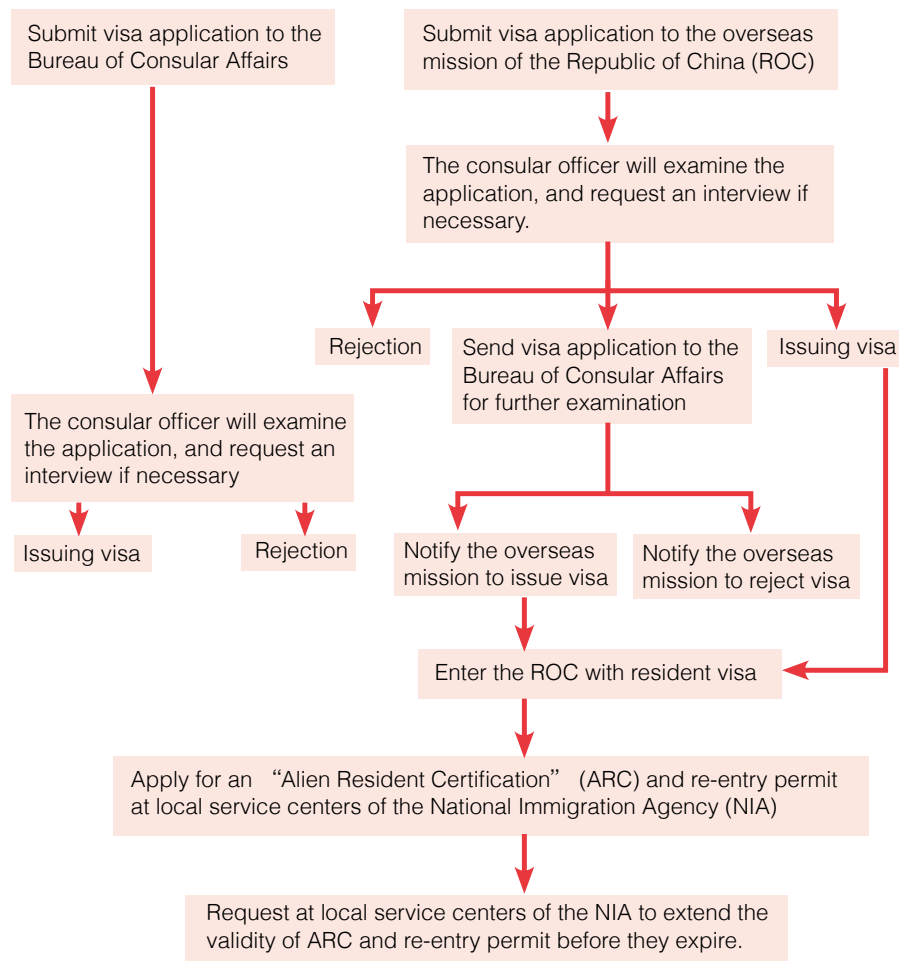 Submit visa application to the
Bureau of Consular Affairs
Submit visa application to the overseas
mission of the Republic of China (ROC)
The consular officer will examine the
application, and request an interview if
necessary.
Rejection
Send visa application to the
Bureau of Consular Affairs
for further examination
Issuing visa
The consular officer will examine
the application, and request an
interview if necessary
Issuing visa
Rejection
Notify the overseas
mission to issue visa
Notify the overseas
mission to reject visa
Enter the ROC with resident visa
Apply for an “Alien Resident Certification” (ARC) and re-entry permit
at local service centers of the National Immigration Agency (NIA)
Request at local service centers of the NIA to extend the
validity of ARC and re-entry permit before they expire.